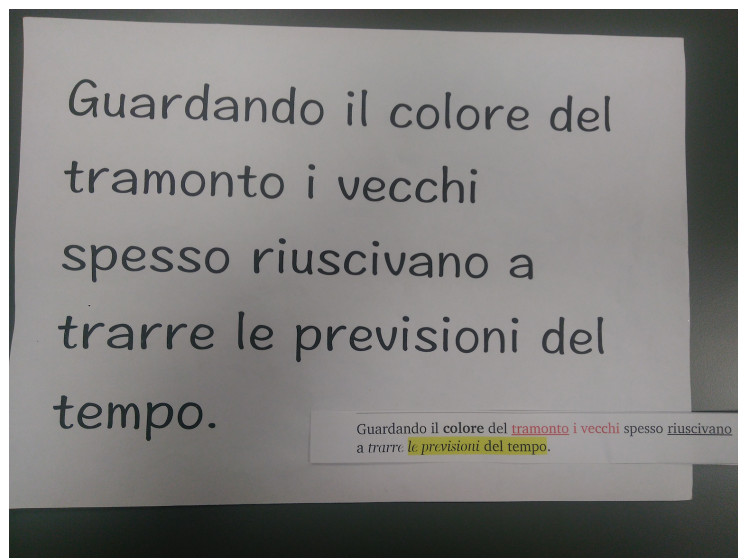 Guardando il colore del
tramonto i vecchi
spesso riuscivano a
trarre le previsioni del
tempo.
Guardando il colore del tramonto i vecchi spesso riuscivano
a trarre le previsioni del tempo.